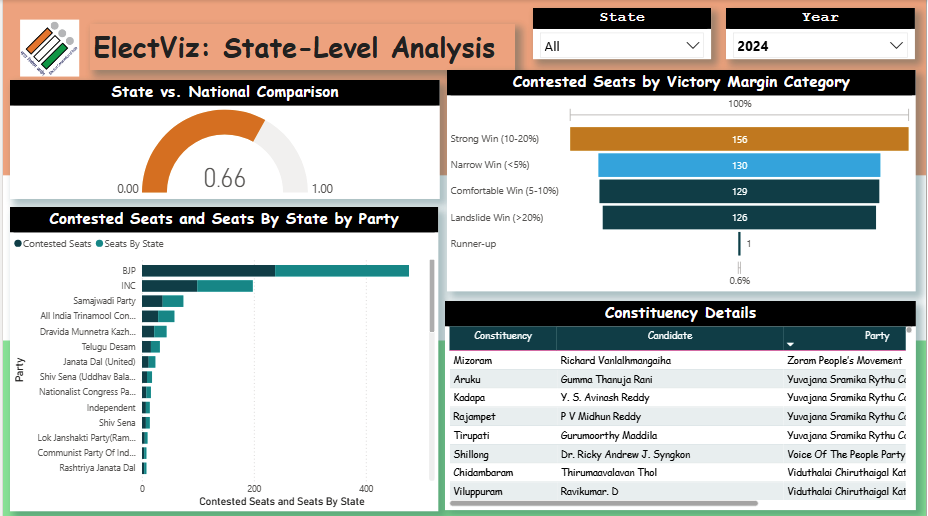 ElectViz: State-Level Analysis
State
All
Year
2024
State vs. National Comparison
0.00
0.66
1.00
Contested Seats by Victory Margin Category
100%
Strong Win (10-20%)
156
Narrow Win (<5%)
130
Comfortable Win (5-10%)
129
Landslide Win (>20%)
126
Runner-up
1
0.6%
Contested Seats and Seats By State by Party
Contested Seats Seats By State
Party
BJP
INC
Samajwadi Party
All India Trinamool Con...
Dravida Munnetra Kazh...
Telugu Desam
Janata Dal (United)
Shiv Sena (Uddhav Bala...
Nationalist Congress Pa...
Independent
Shiv Sena
Lok Janshakti Party(Ram...
Communist Party Of Ind...
Rashtriya Janata Dal
0 200 400
Contested Seats and Seats By State
Constituency Details
Constituency Candidate Party
Mizoram Richard Vanlalhmangaiha Zoram People's Movement
Aruku Gumma Thanuja Rani Yuvajana Sramika Rythu Co
Kadapa Y. S. Avinash Reddy Yuvajana Sramika Rythu Co
Rajampet P V Midhun Reddy Yuvajana Sramika Rythu Co
Tirupati Gurumoorthy Maddila Yuvajana Sramika Rythu Co
Shillong Dr. Ricky Andrew J. Syngkon Voice Of The People Party
Chidambaram Thirumaavalavan Thol Viduthalai Chiruthaigal Kat
Viluppuram Ravikumar. D Viduthalai Chiruthaigal Kat